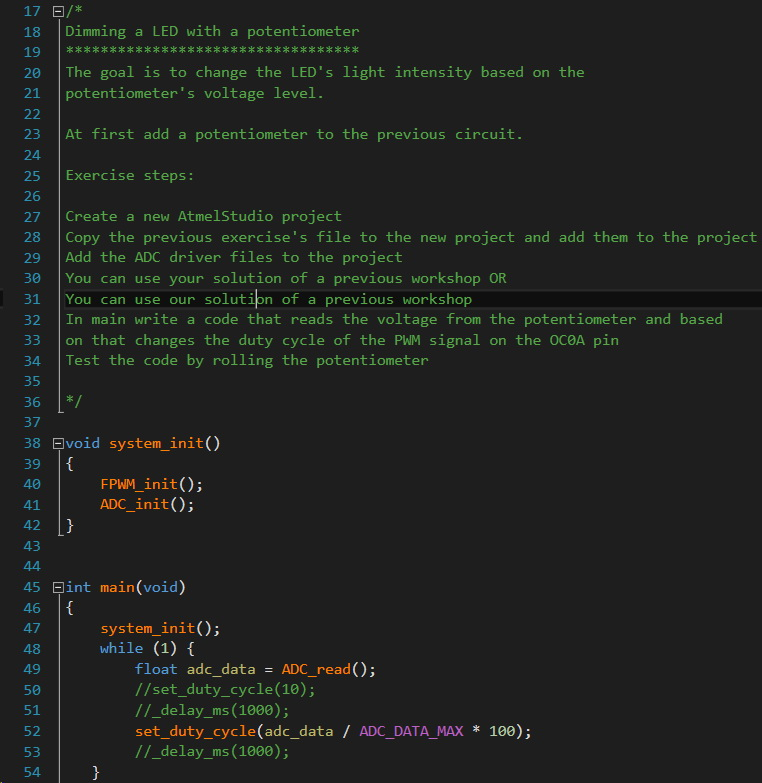 17 /*
18 Dimming a LED with a potentiometer
19 **********************************
20 The goal is to change the LED's light intensity based on the
21 potentiometer's voltage level.
22
23 At first add a potentiometer to the previous circuit.
24
25 Exercise steps:
26
27 Create a new AtmelStudio project
28 Copy the previous exercise's file to the new project and add them to the project
29 Add the ADC driver files to the project
30 You can use your solution of a previous workshop OR
31 You can use our solution of a previous workshop
32 In main write a code that reads the voltage from the potentiometer and based
33 on that changes the duty cycle of the PWM signal on the OC0A pin
34 Test the code by rolling the potentiometer
35
36 */
37
38 void system_init()
39 {
40     FPWM_init();
41     ADC_init();
42 }
43
44
45 int main(void)
46 {
47     system_init();
48     while (1) {
49         float adc_data = ADC_read();
50         //set_duty_cycle(10);
51         //_delay_ms(1000);
52         set_duty_cycle(adc_data / ADC_DATA_MAX * 100);
53         //_delay_ms(1000);
54     }